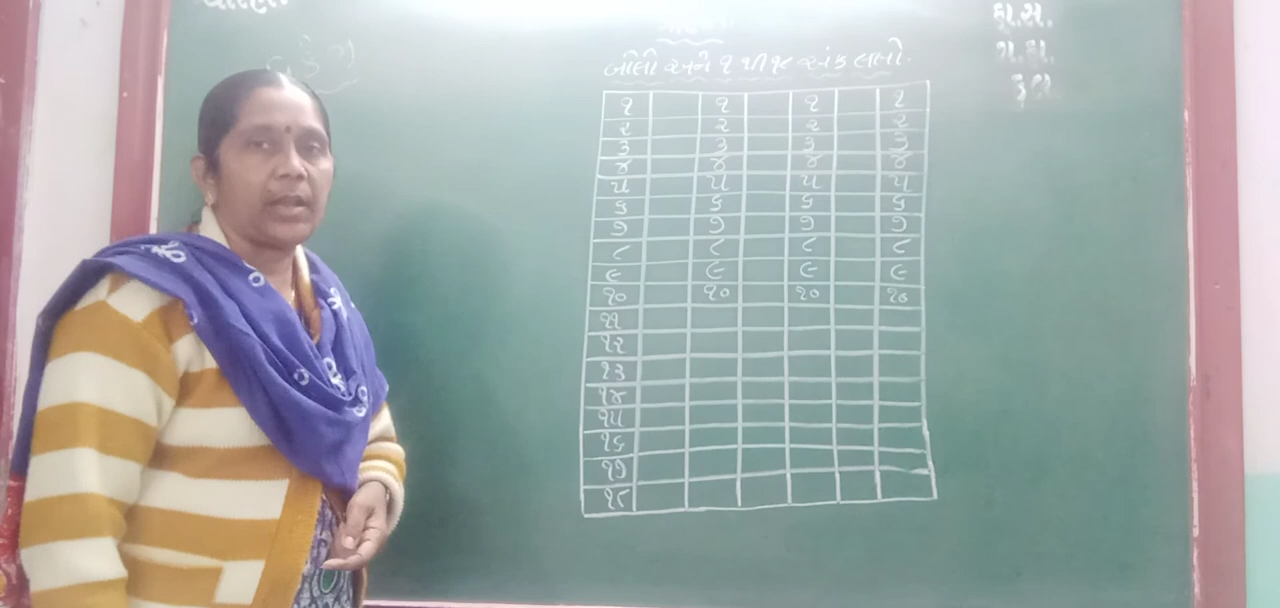 બોલો અને ૧ થી ૧૮ અંક લખો.
૧ ૧ ૧ ૧
૨ ૨ ૨ ૨
૩ ૩ ૩ ૩
૪ ૪ ૪ ૪
૫ ૫ ૫ ૫
૬ ૬ ૬ ૬
૭ ૭ ૭ ૭
૮ ૮ ૮ ૮
૯ ૯ ૯ ૯
૧૦ ૧૦ ૧૦ ૧૦
૧૧
૧૨
૧૩
૧૪
૧૫
૧૬
૧૭
૧૮